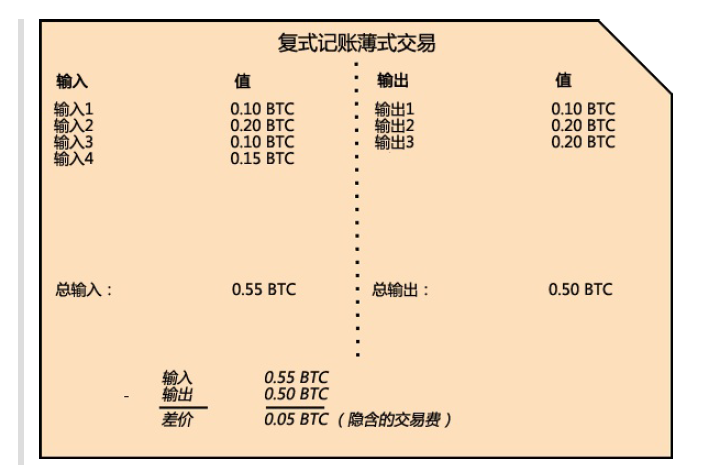 复式记账薄式交易
输入 值 输出 值
输入1 0.10 BTC 输出1 0.10 BTC
输入2 0.20 BTC 输出2 0.20 BTC
输入3 0.10 BTC 输出3 0.20 BTC
输入4 0.15 BTC
总输入： 0.55 BTC 总输出： 0.50 BTC
输入 0.55 BTC
- 输出 0.50 BTC
差价 0.05 BTC（隐含的交易费）